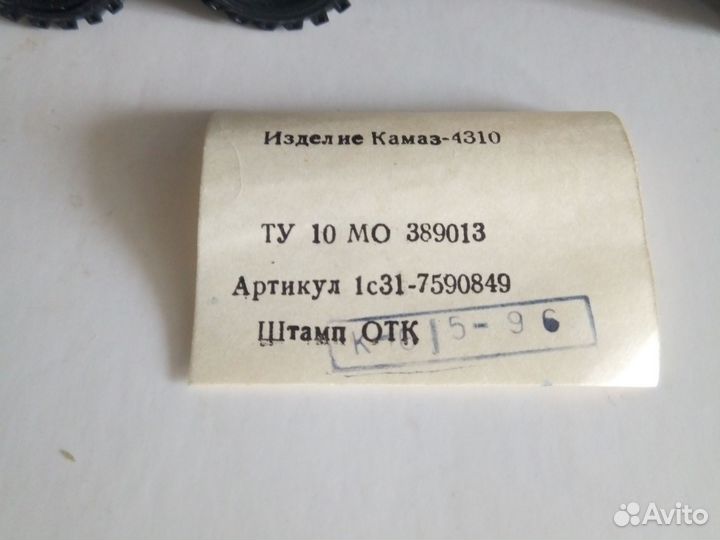 Изделие Камаз-4310
ТУ 10 МО 389013
Артикул 1с31-7590849
Штамп ОТК
5-96
Avito